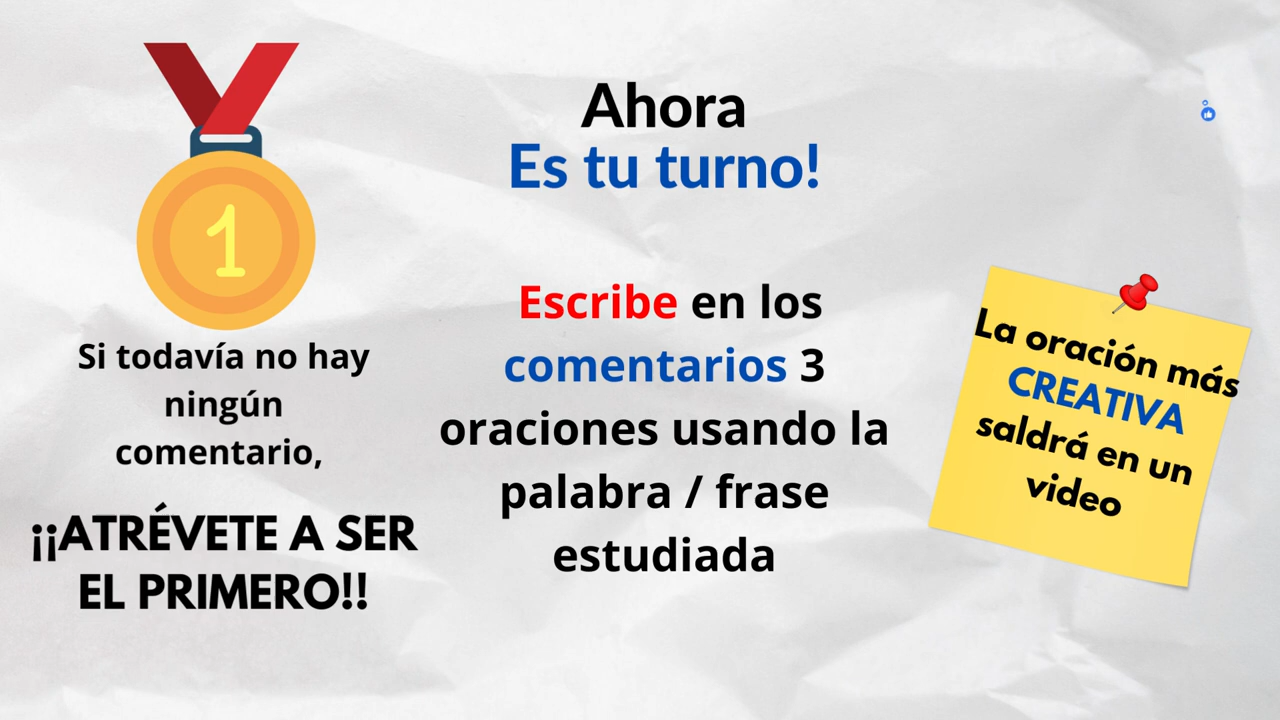 1
Si todavía no hay
ningún
comentario,
¡¡ATRÉVETE A SER
EL PRIMERO!!
Ahora
Es tu turno!
Escribe en los
comentarios 3
oraciones usando la
palabra / frase
estudiada
La oración más
CREATIVA
saldrá en un
video